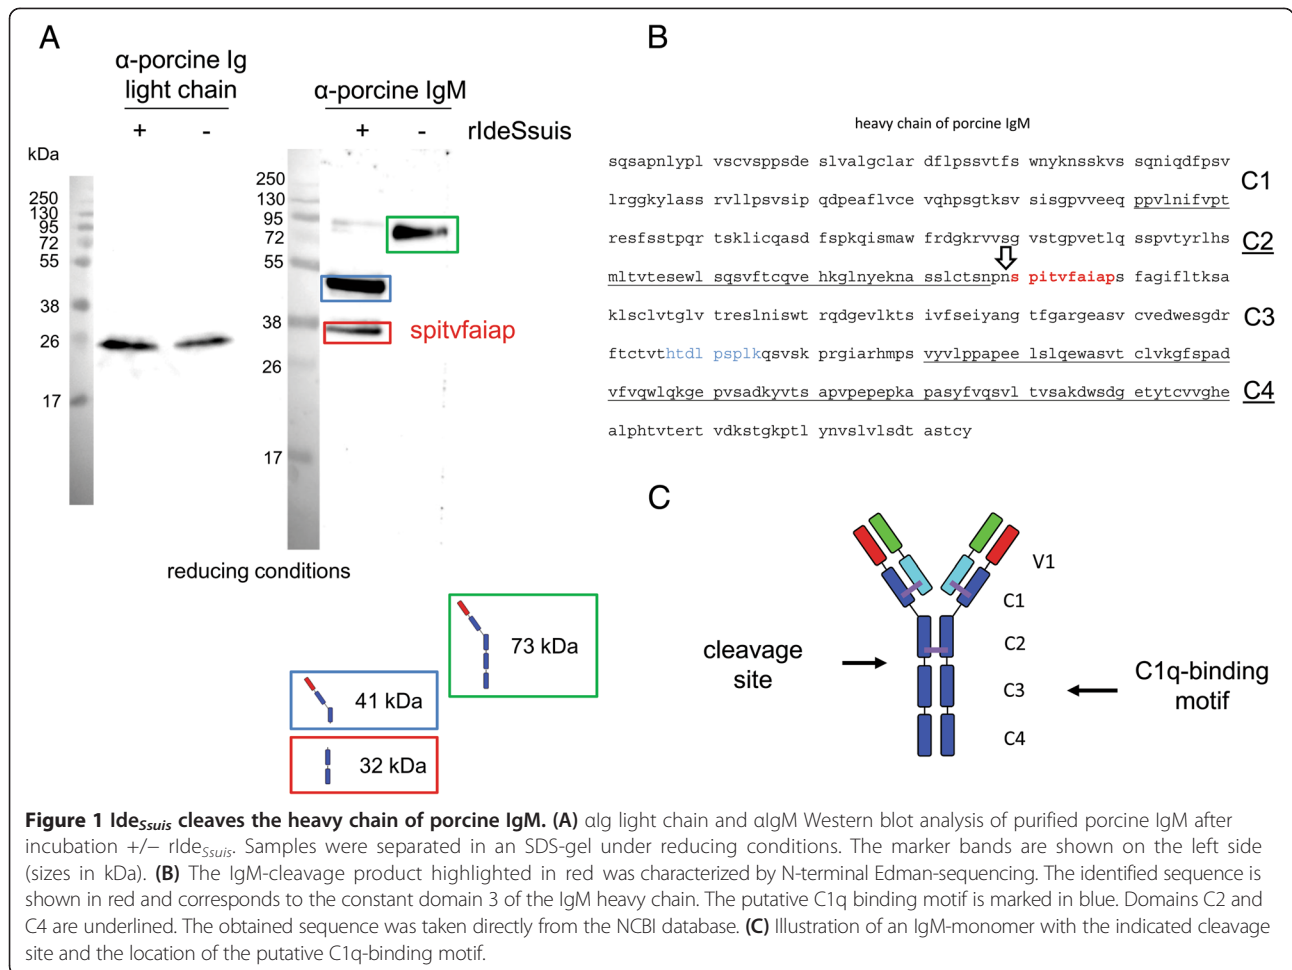 A
α-porcine Ig
light chain
+ -
kDa
250
130
95
72
55
38
26
17
α-porcine IgM
+ - rIdeSsuis
250
130
95
72
55
38
26
17
spitvfaiap
reducing conditions
73 kDa
41 kDa
32 kDa
B
heavy chain of porcine IgM
sqsapnlypl vscvsppsde slvalgclar dflpssvtfs wnyknsskvs sqniqdfpsv
C1
lrggkylass rvllpsvsip qdpeaflvce vqhpsgtksv sisgpvveeq ppvlnifvpt
resfsstpqr tsklicqasd fspkqismaw frdgkrvvsg vstgpvetlq sspvtyrlhs C2
mltvtesewl sqsvftcqve hkglnyekna sslctsnpns pitvfaiaps fagifltksa
klsclvtglv treslniswt rqdgevlkts ivfseiyang tfgargeasv cvedwesgdr C3
ftctvthtdl psplkqsvsk prgiarhmps vyvlppapee lslqewasvt clvkgfspad
vfvqwlqkge pvsadkyvts apvpepepka pasyfvqsvl tvsakdwsdg etytcvvghe C4
alphtvtert vdkstgkptl ynvslvlsdt astcy
C
V1
C1
C2
C3
C4
cleavage
site
C1q-binding
motif
Figure 1 IdeSsuis cleaves the heavy chain of porcine IgM. (A) αIg light chain and αIgM Western blot analysis of purified porcine IgM after
incubation +/− rIdeSsuis. Samples were separated in an SDS-gel under reducing conditions. The marker bands are shown on the left side
(sizes in kDa). (B) The IgM-cleavage product highlighted in red was characterized by N-terminal Edman-sequencing. The identified sequence is
shown in red and corresponds to the constant domain 3 of the IgM heavy chain. The putative C1q binding motif is marked in blue. Domains C2 and
C4 are underlined. The obtained sequence was taken directly from the NCBI database. (C) Illustration of an IgM-monomer with the indicated cleavage
site and the location of the putative C1q-binding motif.